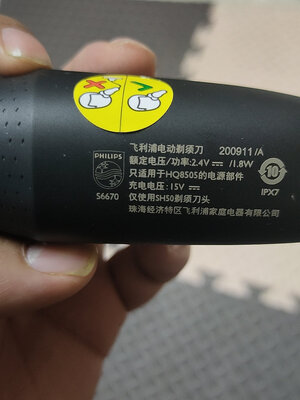 飞利浦电动剃须刀 200911/A
额定电压/功率:2.4V⎓/1.8W
只适用于HQ8505的电源部件
充电电压:15V⎓
仅使用SH50剃须刀头
珠海经济特区飞利浦家庭电器有限公司
PHILIPS
S6670
10
IPX7